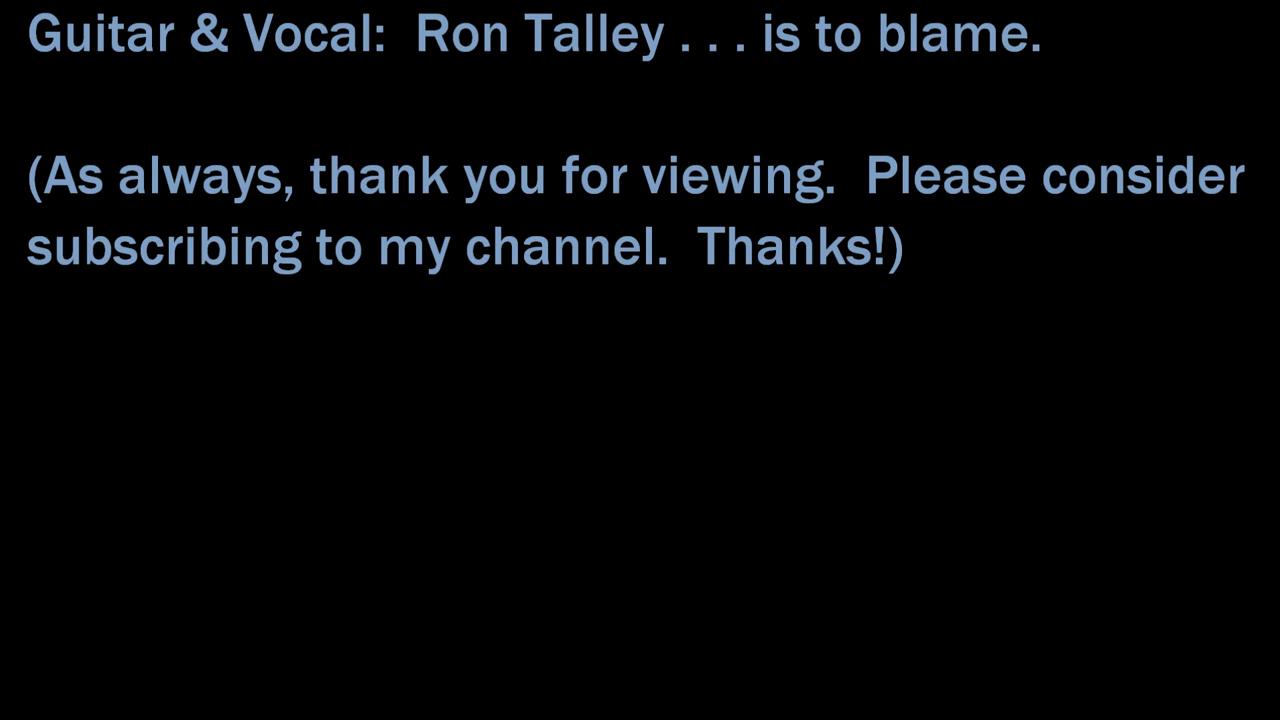 Guitar & Vocal:  Ron Talley . . . is to blame.
(As always, thank you for viewing.  Please consider
subscribing to my channel.  Thanks!)